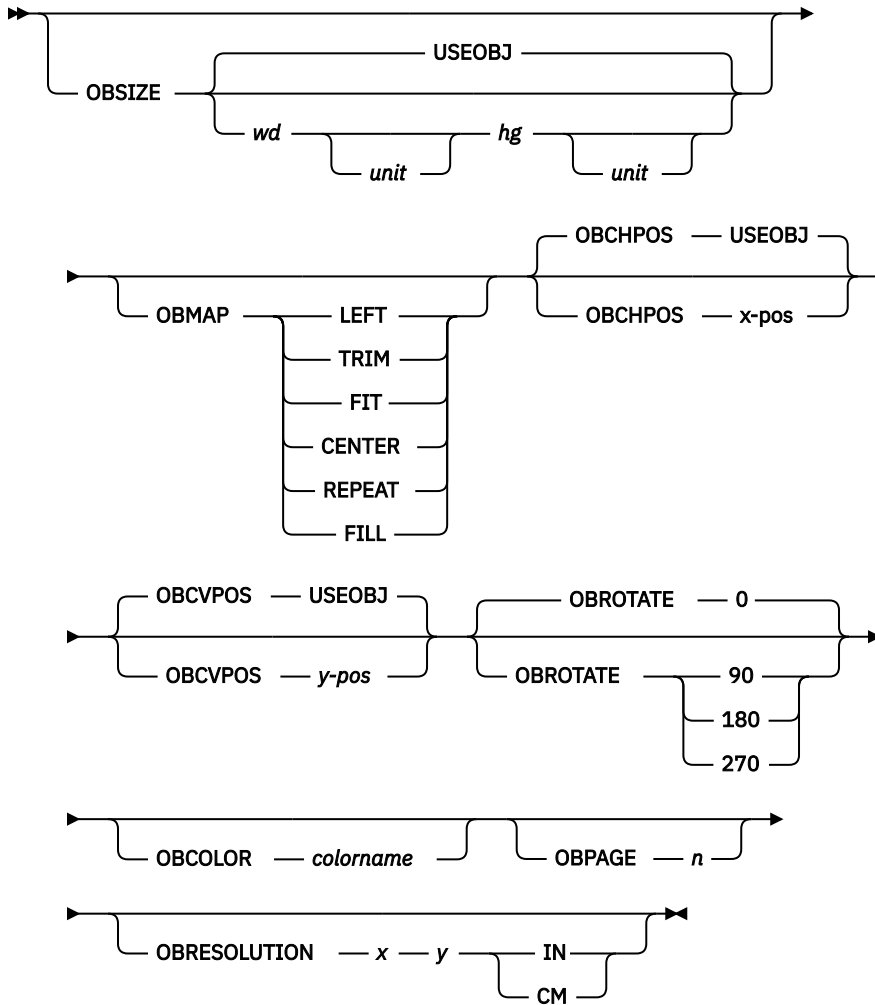 USEOBJ
OBSIZE
wd hg
unit unit
OBCHPOS USEOBJ
OBMAP LEFT OBCHPOS x-pos
TRIM
FIT
CENTER
REPEAT
FILL
OBCVPOS USEOBJ OBROTATE 0
OBCVPOS y-pos OBROTATE 90
180
270
OBCOLOR colorname OBPAGE n
OBRESOLUTION x y IN
CM